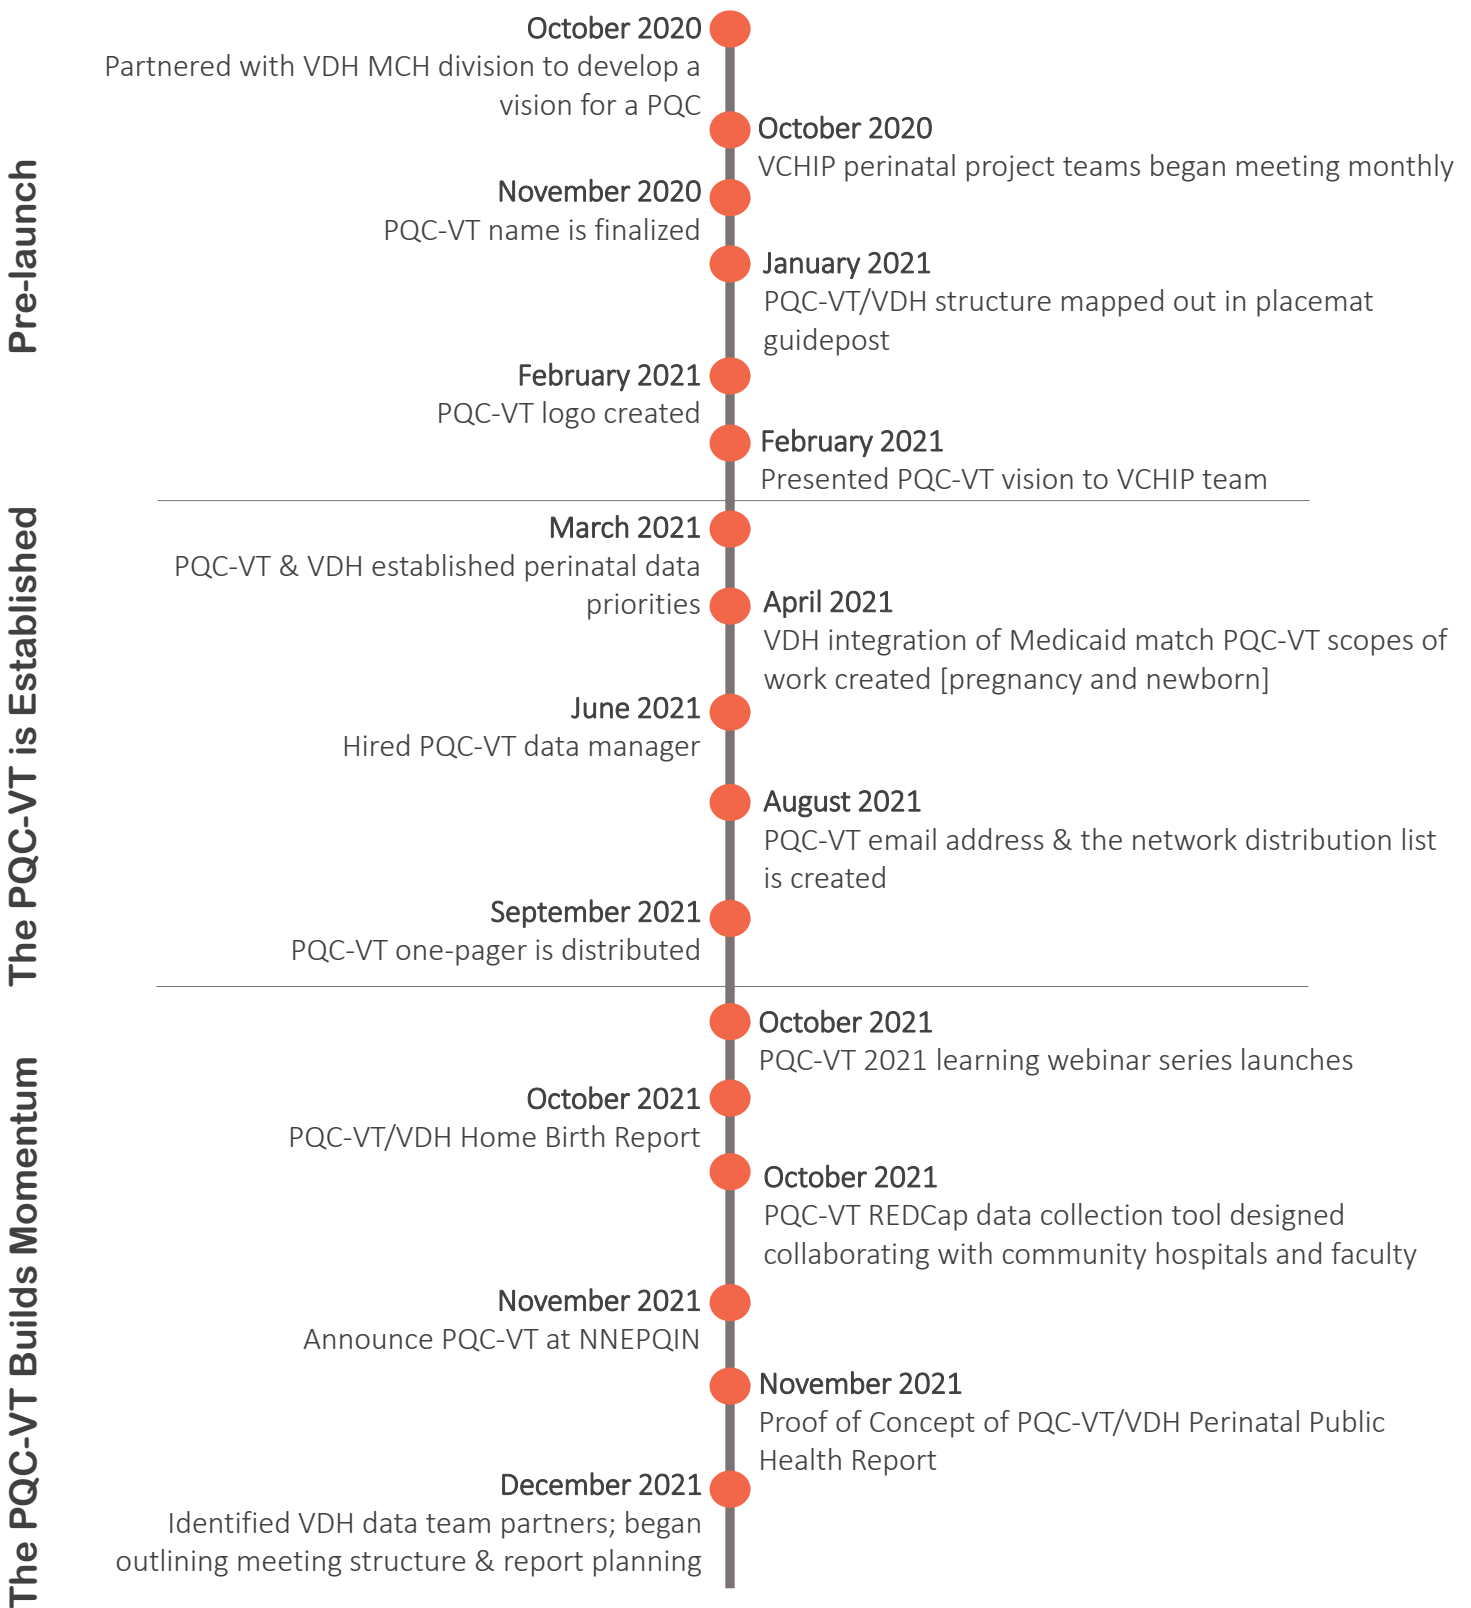 Pre-launch
October 2020
Partnered with VDH MCH division to develop a
vision for a PQC
October 2020
VCHIP perinatal project teams began meeting monthly
November 2020
PQC-VT name is finalized
January 2021
PQC-VT/VDH structure mapped out in placemat
guidepost
February 2021
PQC-VT logo created
February 2021
Presented PQC-VT vision to VCHIP team
The PQC-VT is Established
March 2021
PQC-VT & VDH established perinatal data
priorities
April 2021
VDH integration of Medicaid match PQC-VT scopes of
work created [pregnancy and newborn]
June 2021
Hired PQC-VT data manager
August 2021
PQC-VT email address & the network distribution list
is created
September 2021
PQC-VT one-pager is distributed
The PQC-VT Builds Momentum
October 2021
PQC-VT 2021 learning webinar series launches
October 2021
PQC-VT/VDH Home Birth Report
October 2021
PQC-VT REDCap data collection tool designed
collaborating with community hospitals and faculty
November 2021
Announce PQC-VT at NNEPQIN
November 2021
Proof of Concept of PQC-VT/VDH Perinatal Public
Health Report
December 2021
Identified VDH data team partners; began
outlining meeting structure & report planning